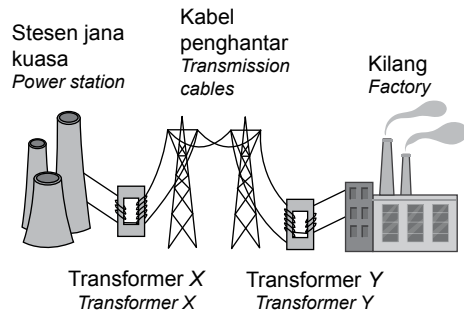 Stesen jana
kuasa
Power station
Kabel
penghantar
Transmission
cables
Kilang
Factory
Transformer X
Transformer X
Transformer Y
Transformer Y